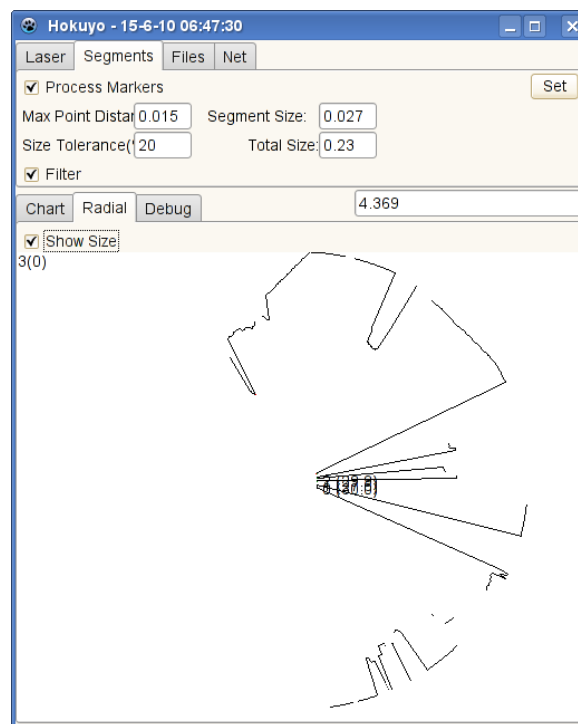 Hokuyo - 15-6-10 06:47:30
Laser Segments Files Net
Process Markers Set
Max Point Distar 0.015 Segment Size: 0.027
Size Tolerance(' 20 Total Size: 0.23
Filter
Chart Radial Debug 4.369
Show Size
3(0)